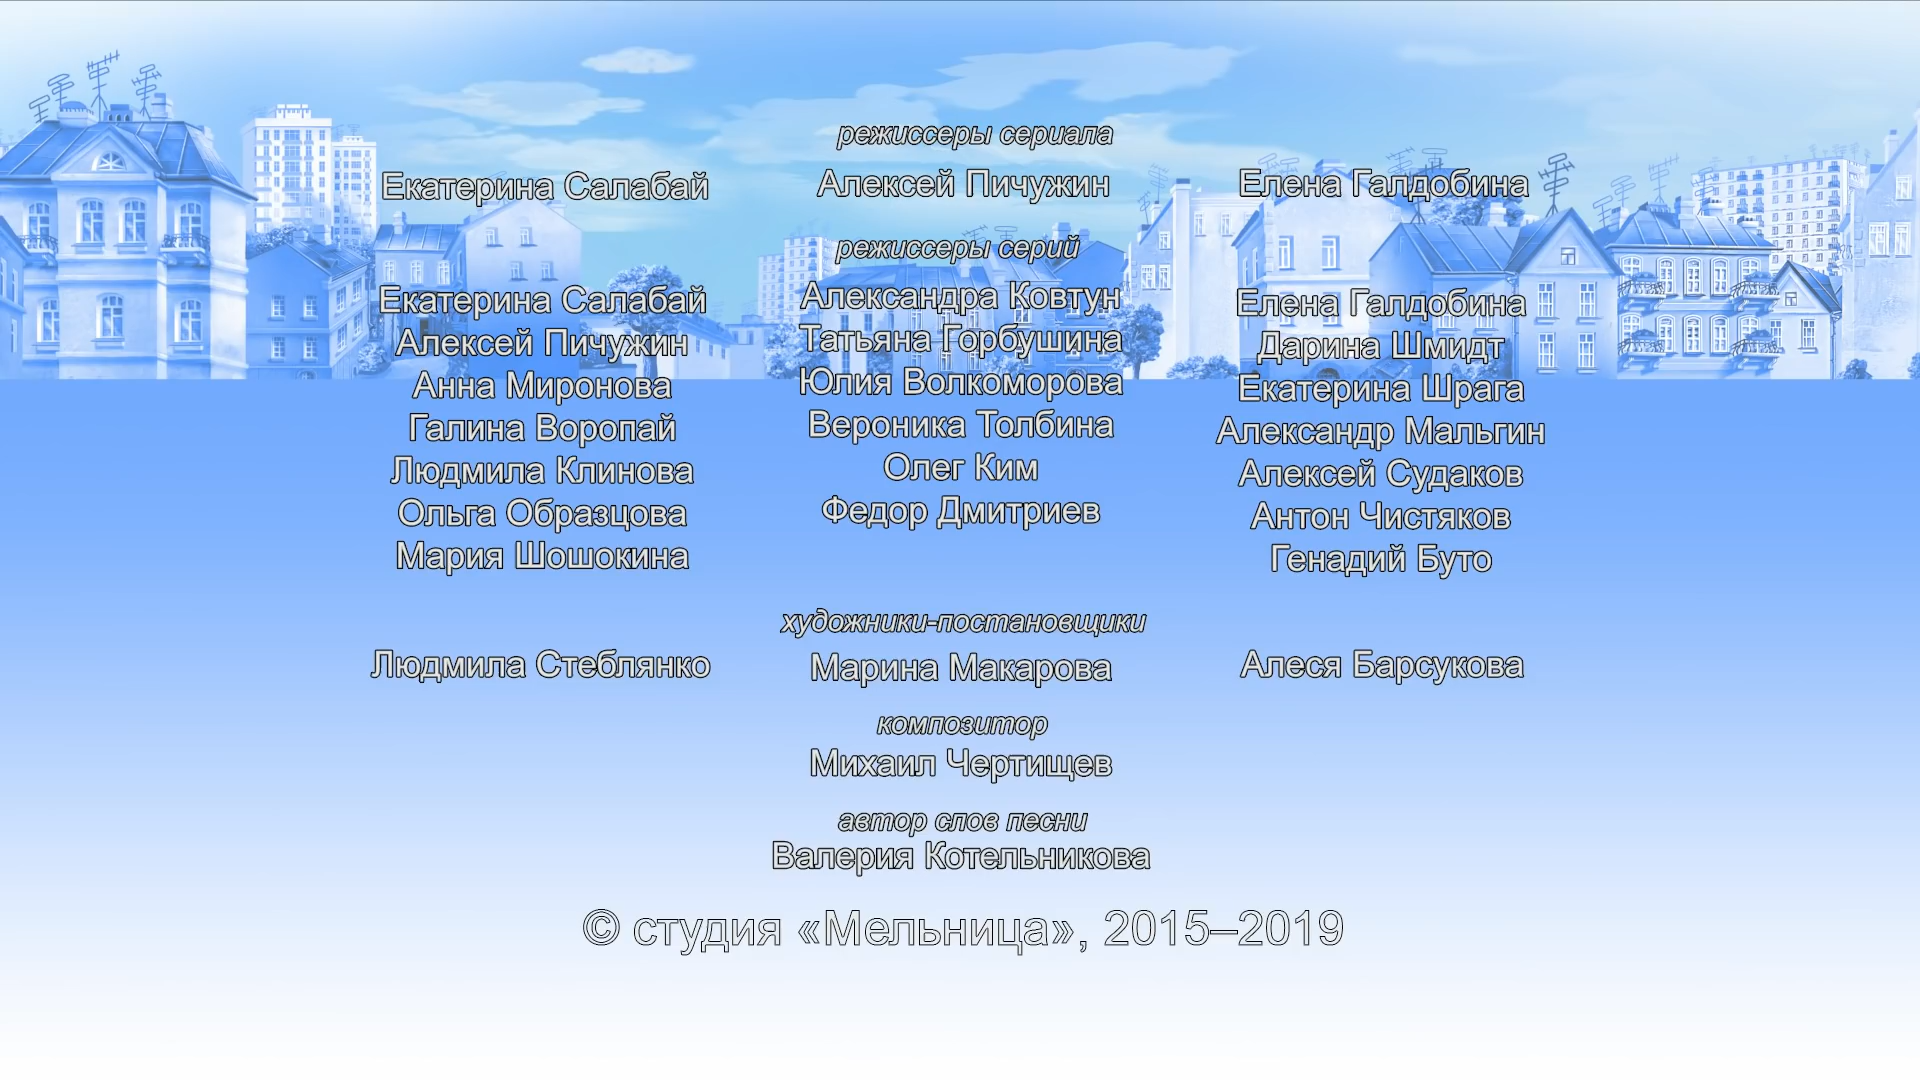 режиссеры сериала
Екатерина Салабай Алексей Пичужин Елена Галдобина
режиссеры серий
Екатерина Салабай Александра Ковтун Елена Галдобина
Алексей Пичужин Татьяна Горбушина Дарина Шмидт
Анна Миронова Юлия Волкоморова Екатерина Шрага
Галина Воропай Вероника Толбина Александр Мальгин
Людмила Клинова Олег Ким Алексей Судаков
Ольга Образцова Федор Дмитриев Антон Чистяков
Мария Шошокина Генадий Буто
художники-постановщики
Людмила Стеблянко Марина Макарова Алеся Барсукова
композитор
Михаил Чертищев
автор слов песни
Валерия Котельникова
© студия «Мельница», 2015–2019